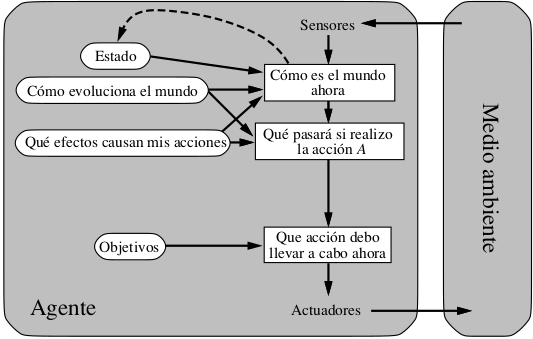 Sensores
Estado
Cómo es el mundo
ahora
Cómo evoluciona el mundo
Qué efectos causan mis acciones
Qué pasará si realizo
la acción A
Objetivos
Que acción debo
llevar a cabo ahora
Agente
Actuadores
Medio ambiente